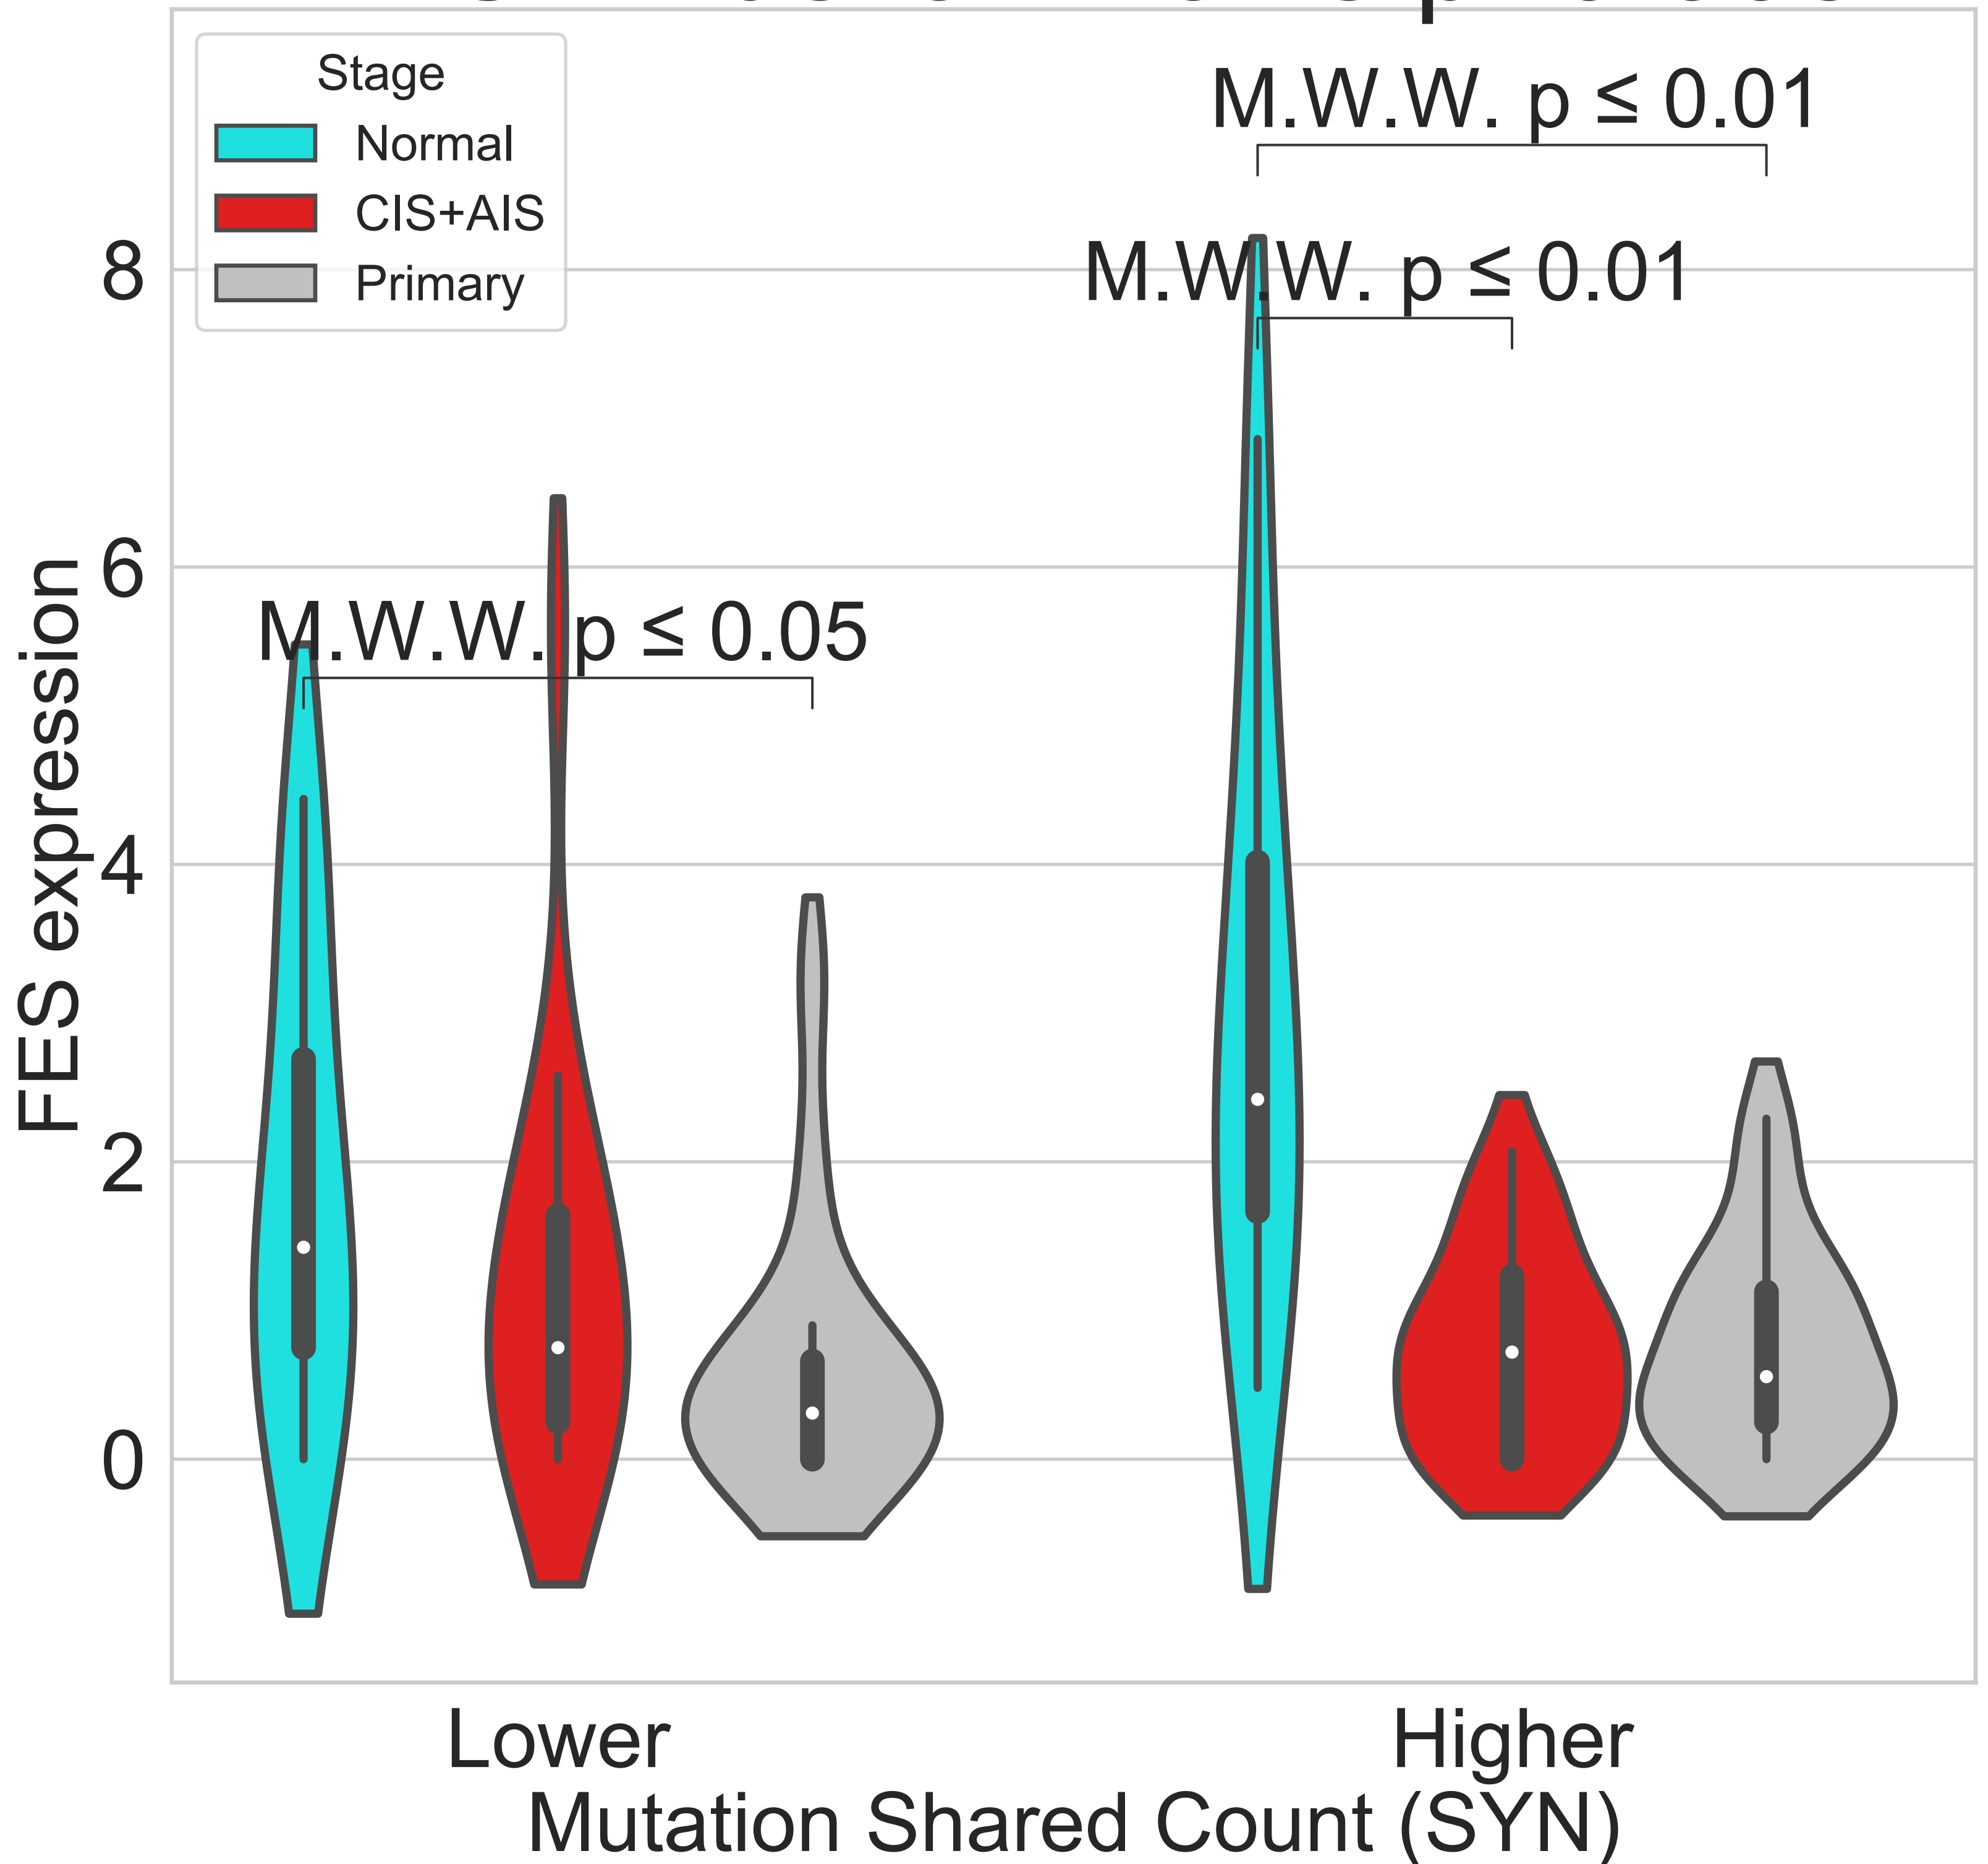 Stage
Normal
CIS+AIS
Primary
M.W.W. p ≤ 0.01
M.W.W. p ≤ 0.01
M.W.W. p ≤ 0.05
8
6
4
2
0
FES expression
Lower
Higher
Mutation Shared Count (SYN)